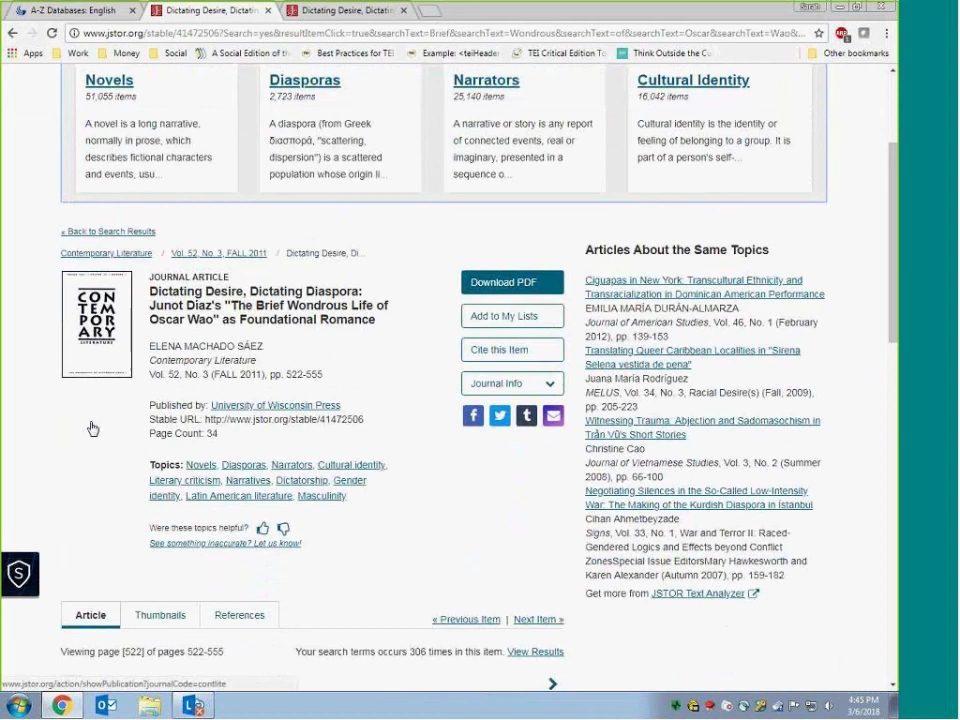 A-Z Databases: English
Dictating Desire, Dictatin
Dictating Desire, Dictatin
Sarah
www.jstor.org/stable/41472506?Search=yes&resultItemClick=true&searchText=Brief&searchText=Wondrous&searchText=of&searchText=Oscar&searchText=Wao&...
Apps Work Money Social A Social Edition of th Best Practices for TEI Example: <teiHeader TEI Critical Edition To Think Outside the Co Other bookmarks
Novels
51,055 items
A novel is a long narrative,
normally in prose, which
describes fictional characters
and events, usu...
Diasporas
2,723 items
A diaspora (from Greek
διασπορά, "scattering,
dispersion") is a scattered
population whose origin li...
Narrators
25,140 items
A narrative or story is any report
of connected events, real or
imaginary, presented in a
sequence o...
Cultural Identity
16,042 items
Cultural identity is the identity or
feeling of belonging to a group. It is
part of a person's self-...
« Back to Search Results
Contemporary Literature / Vol. 52, No. 3, FALL 2011 / Dictating Desire, Di...
CON
TEM
POR
ARY
LITERATURE
JOURNAL ARTICLE
Dictating Desire, Dictating Diaspora:
Junot Díaz's "The Brief Wondrous Life of
Oscar Wao" as Foundational Romance
ELENA MACHADO SÁEZ
Contemporary Literature
Vol. 52, No. 3 (FALL 2011), pp. 522-555
Published by: University of Wisconsin Press
Stable URL: http://www.jstor.org/stable/41472506
Page Count: 34
Topics: Novels, Diasporas, Narrators, Cultural identity,
Literary criticism, Narratives, Dictatorship, Gender
identity, Latin American literature, Masculinity
Were these topics helpful?
See something inaccurate? Let us know!
Download PDF
Add to My Lists
Cite this Item
Journal Info
Articles About the Same Topics
Ciguapas in New York: Transcultural Ethnicity and
Transracialization in Dominican American Performance
EMILIA MARÍA DURÁN-ALMARZA
Journal of American Studies, Vol. 46, No. 1 (February
2012), pp. 139-153
Translating Queer Caribbean Localities in "Sirena
Selena vestida de pena"
Juana María Rodríguez
MELUS, Vol. 34, No. 3, Racial Desire(s) (Fall, 2009),
pp. 205-223
Witnessing Trauma: Abjection and Sadomasochism in
Trần Vũ's Short Stories
Christine Cao
Journal of Vietnamese Studies, Vol. 3, No. 2 (Summer
2008), pp. 66-100
Negotiating Silences in the So-Called Low-Intensity
War: The Making of the Kurdish Diaspora in İstanbul
Cihan Ahmetbeyzade
Signs, Vol. 33, No. 1, War and Terror II: Raced-
Gendered Logics and Effects beyond Conflict
ZonesSpecial Issue EditorsMary Hawkesworth and
Karen Alexander (Autumn 2007), pp. 159-182
Get more from JSTOR Text Analyzer
Article Thumbnails References
« Previous Item | Next Item »
Viewing page [522] of pages 522-555
Your search terms occurs 306 times in this item. View Results
www.jstor.org/action/showPublication?journalCode=contlite
4:45 PM
3/6/2018